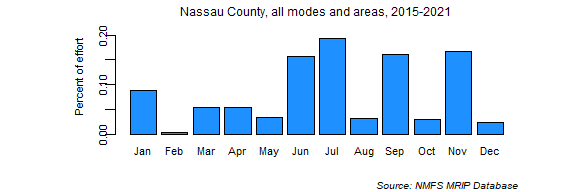 Nassau County, all modes and areas, 2015-2021
Percent of effort
0.20
0.10
0.00
Jan Feb Mar Apr May Jun Jul Aug Sep Oct Nov Dec
Source: NMFS MRIP Database